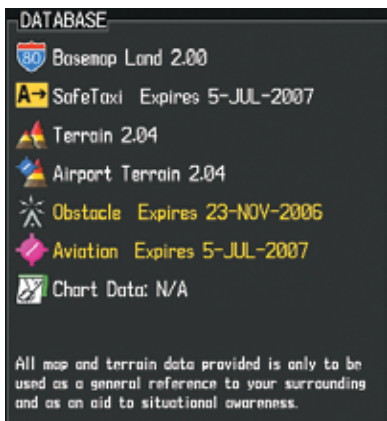 DATABASE
80 Basemap Land 2.00
A→ SafeTaxi Expires 5-JUL-2007
Terrain 2.04
Airport Terrain 2.04
Obstacle Expires 23-NOV-2006
Aviation Expires 5-JUL-2007
Chart Data: N/A
All map and terrain data provided is only to be
used as a general reference to your surrounding
and as an aid to situational awareness.